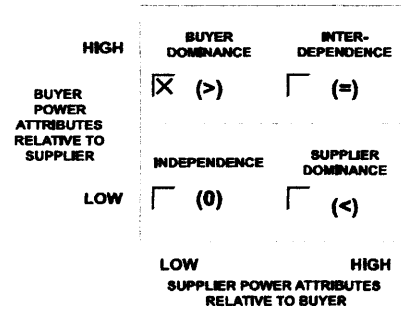 HIGH
BUYER
DOMINANCE
(>)
INTER-
DEPENDENCE
(=)
BUYER
POWER
ATTRIBUTES
RELATIVE TO
SUPPLIER
INDEPENDENCE
(0)
SUPPLIER
DOMINANCE
(<)
LOW
LOW HIGH
SUPPLIER POWER ATTRIBUTES
RELATIVE TO BUYER